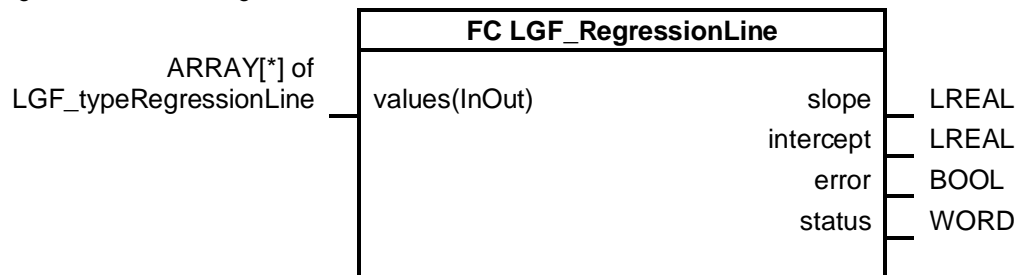 FC LGF_RegressionLine
ARRAY[*] of
LGF_typeRegressionLine values(InOut) slope LREAL
intercept LREAL
error BOOL
status WORD